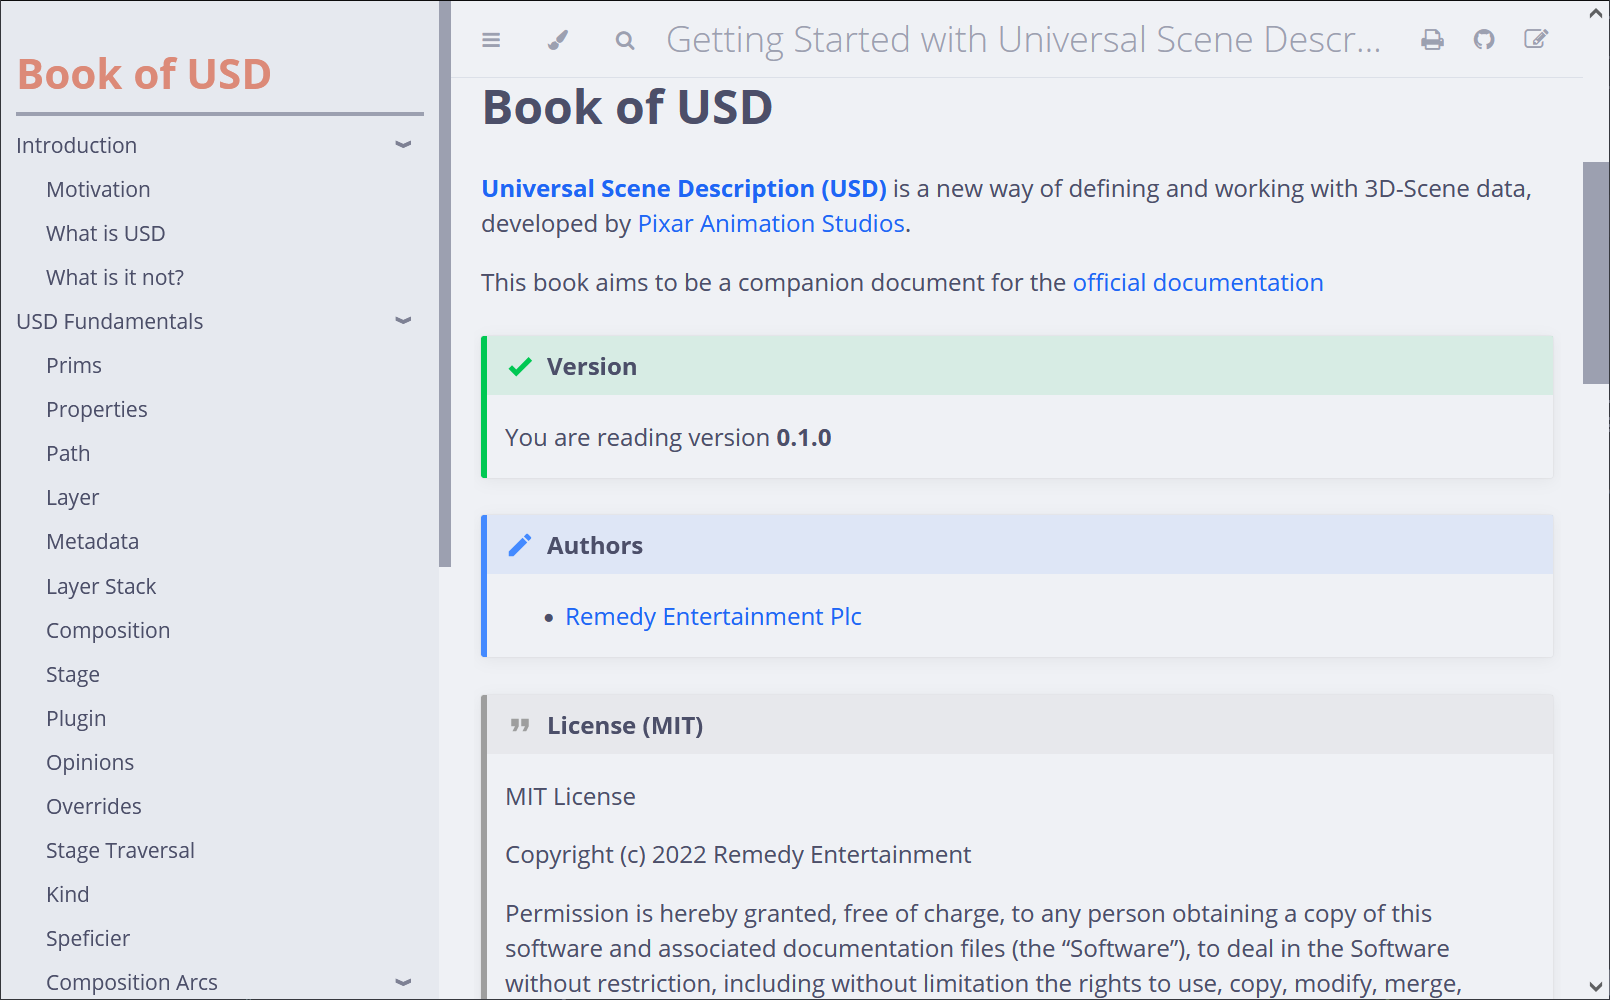 Book of USD
Introduction
Motivation
What is USD
What is it not?
USD Fundamentals
Prims
Properties
Path
Layer
Metadata
Layer Stack
Composition
Stage
Plugin
Opinions
Overrides
Stage Traversal
Kind
Speficier
Composition Arcs
Getting Started with Universal Scene Descr...
Book of USD
Universal Scene Description (USD) is a new way of defining and working with 3D-Scene data,
developed by Pixar Animation Studios.
This book aims to be a companion document for the official documentation
Version
You are reading version 0.1.0
Authors
• Remedy Entertainment Plc
License (MIT)
MIT License
Copyright (c) 2022 Remedy Entertainment
Permission is hereby granted, free of charge, to any person obtaining a copy of this
software and associated documentation files (the “Software”), to deal in the Software
without restriction, including without limitation the rights to use, copy, modify, merge,